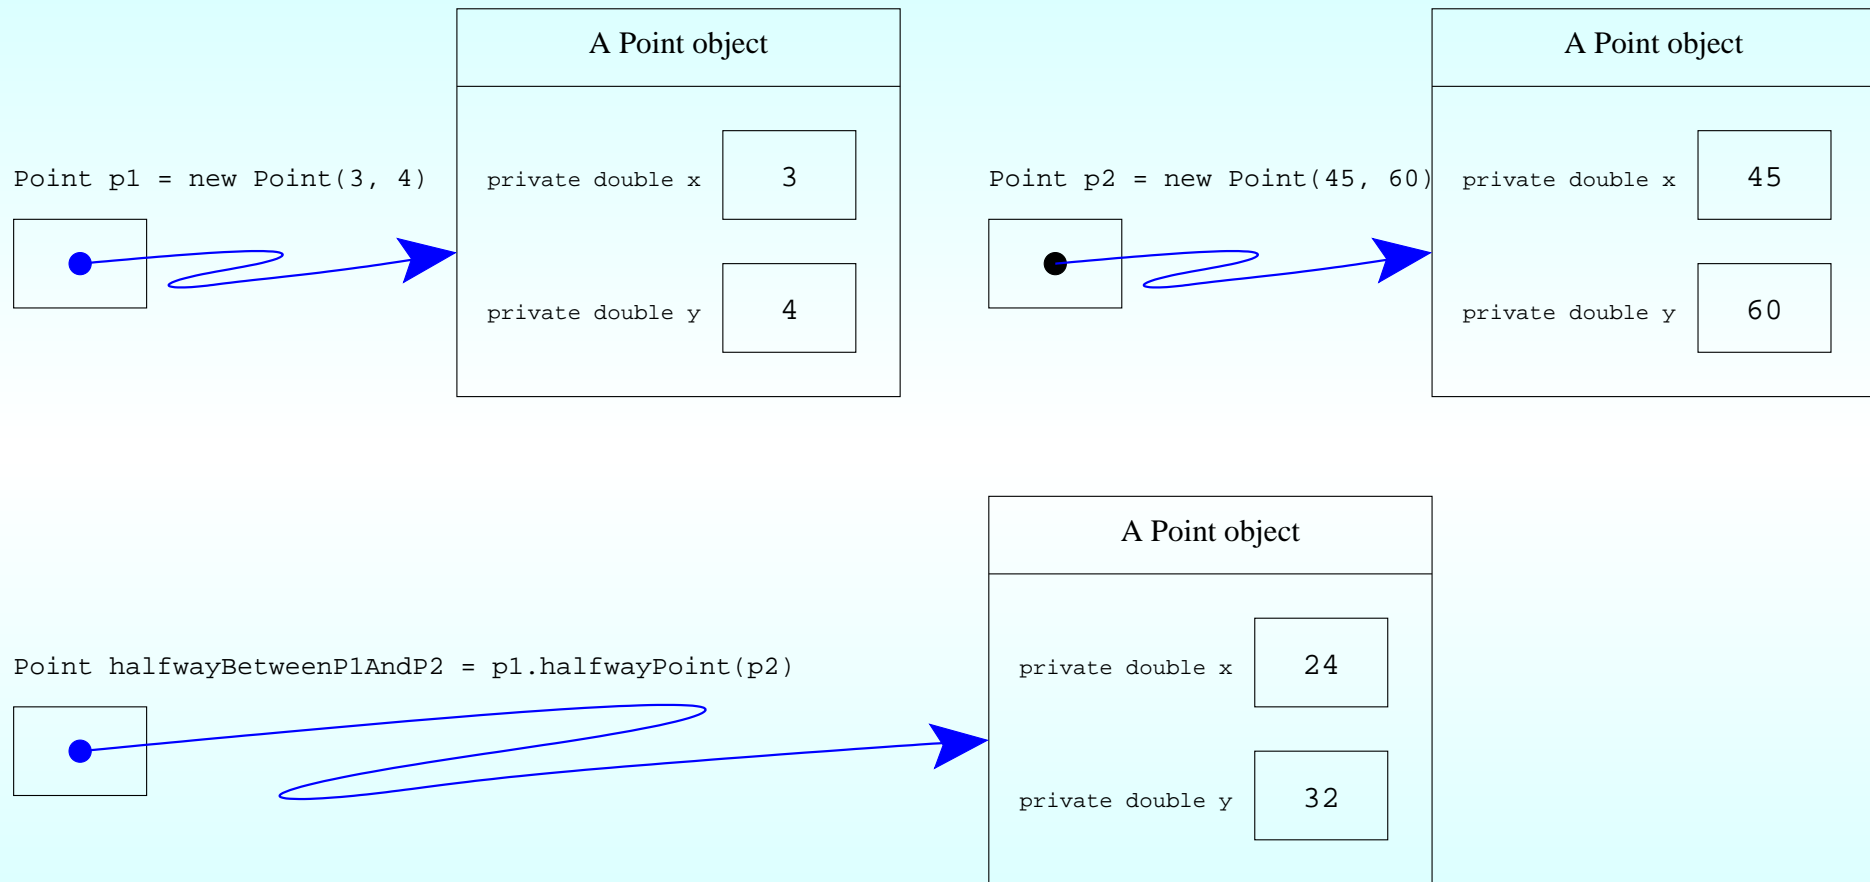 A Point object
Point p1 = new Point(3, 4)
private double x
3
private double y
4
A Point object
Point p2 = new Point(45, 60)
private double x
45
private double y
60
A Point object
Point halfwayBetweenP1AndP2 = p1.halfwayPoint(p2)
private double x
24
private double y
32